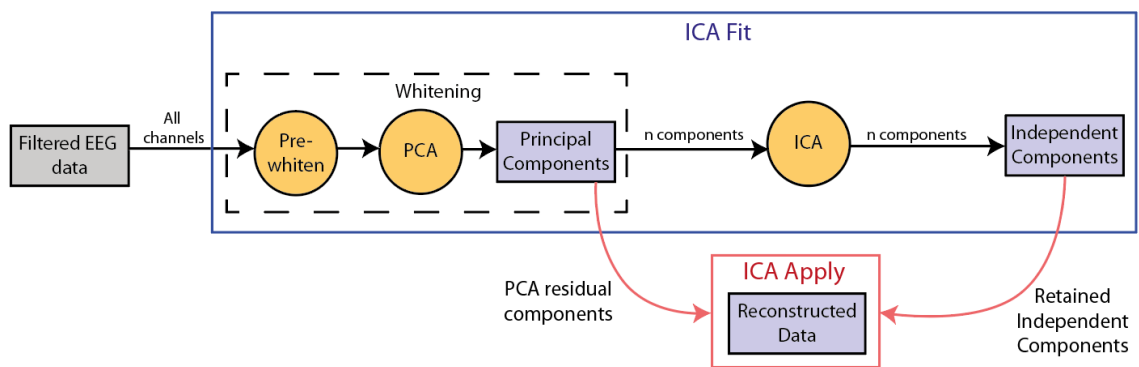 ICA Fit
Whitening
All
channels
Filtered EEG
data
Pre-
whiten
PCA
Principal
Components
n components
ICA
n components
Independent
Components
PCA residual
components
ICA Apply
Reconstructed
Data
Retained
Independent
Components